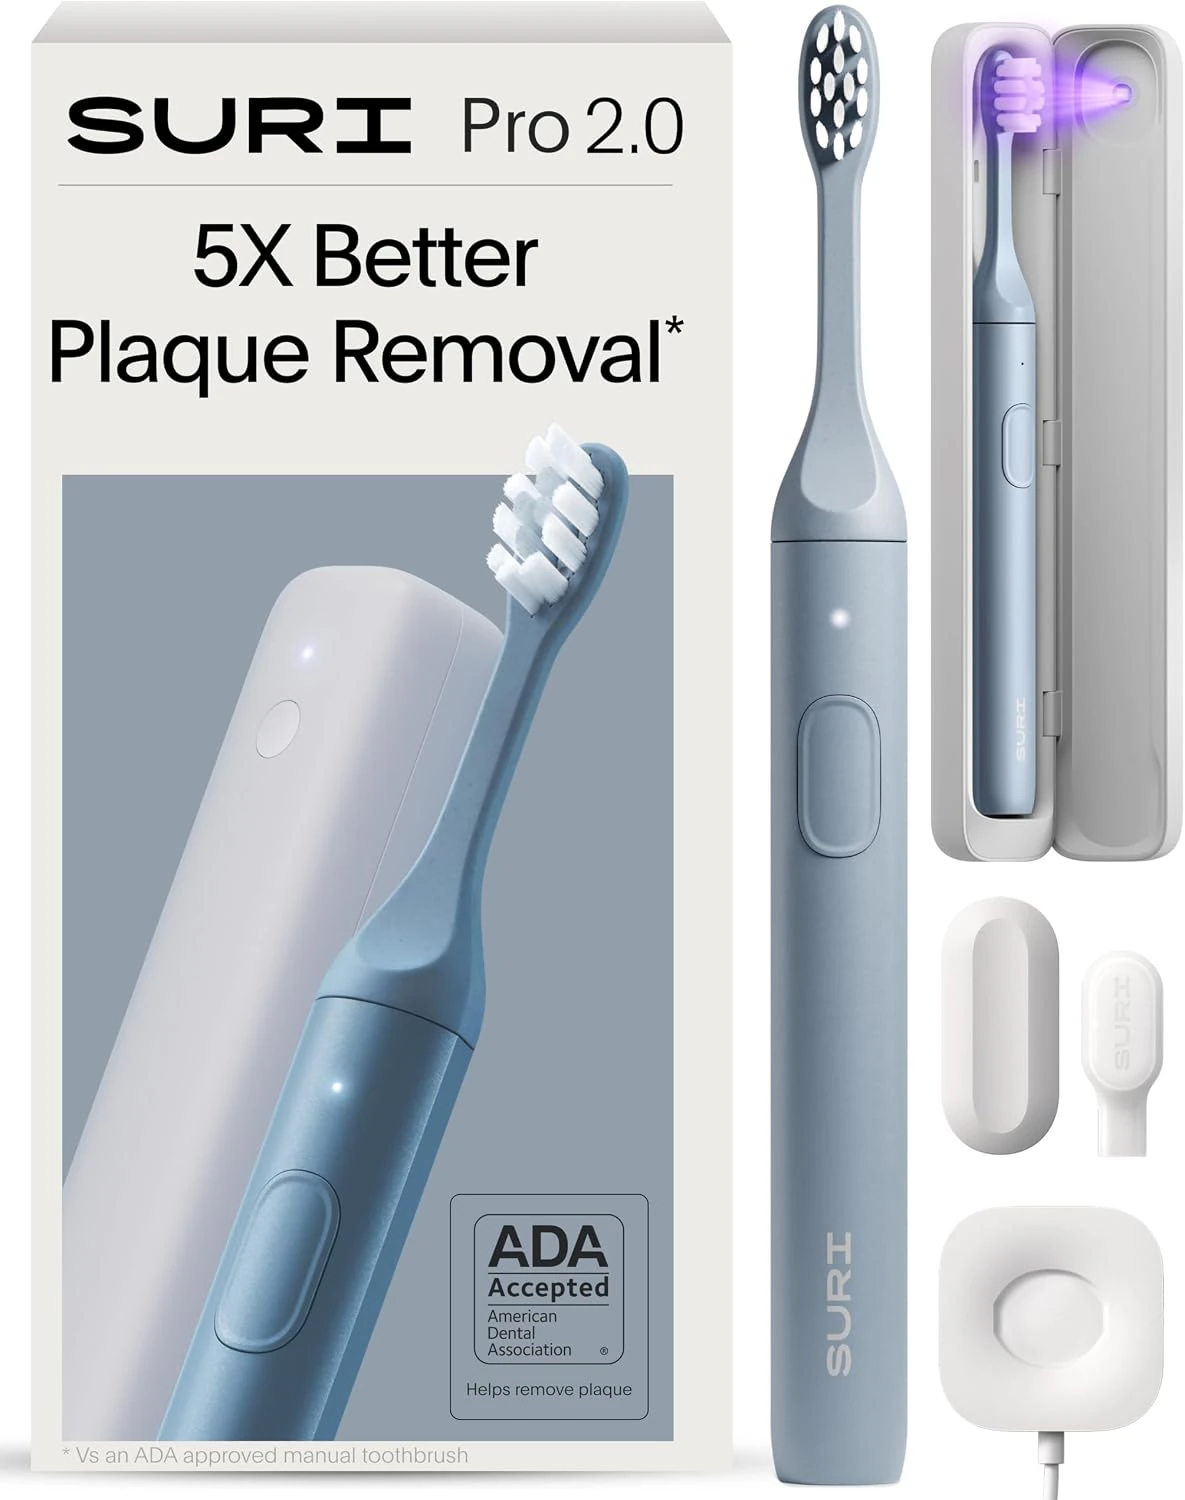 SURI Pro 2.0
5X Better
Plaque Removal*
ADA
Accepted
American
Dental
Association ®
Helps remove plaque
* Vs an ADA approved manual toothbrush
SURI
SURI
SURI